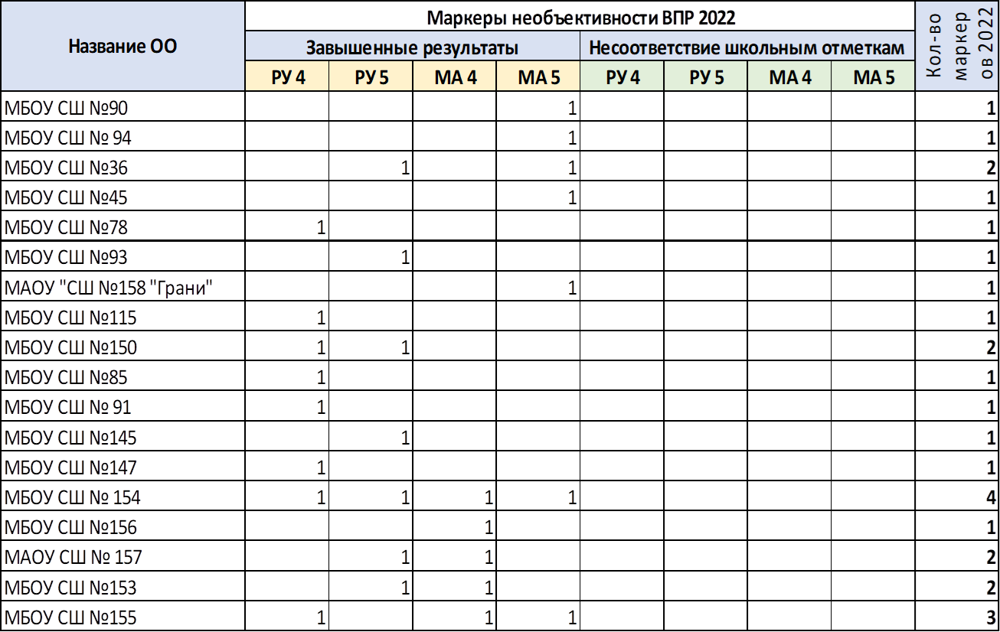 Название ОО
Маркеры необъективности ВПР 2022
Кол-во
маркер
ов 2022
Завышенные результаты
Несоответствие школьным отметкам
РУ 4 РУ 5 МА 4 МА 5 РУ 4 РУ 5 МА 4 МА 5
МБОУ СШ №90 1 1
МБОУ СШ № 94 1 1
МБОУ СШ №36 1 1 2
МБОУ СШ №45 1 1
МБОУ СШ №78 1 1
МБОУ СШ №93 1 1
МАОУ "СШ №158 "Грани" 1 1
МБОУ СШ №115 1 1
МБОУ СШ №150 1 1 2
МБОУ СШ №85 1 1
МБОУ СШ № 91 1 1
МБОУ СШ №145 1 1
МБОУ СШ №147 1 1
МБОУ СШ № 154 1 1 1 1 4
МБОУ СШ №156 1 1
МАОУ СШ № 157 1 1 2
МБОУ СШ №153 1 1 2
МБОУ СШ №155 1 1 1 3